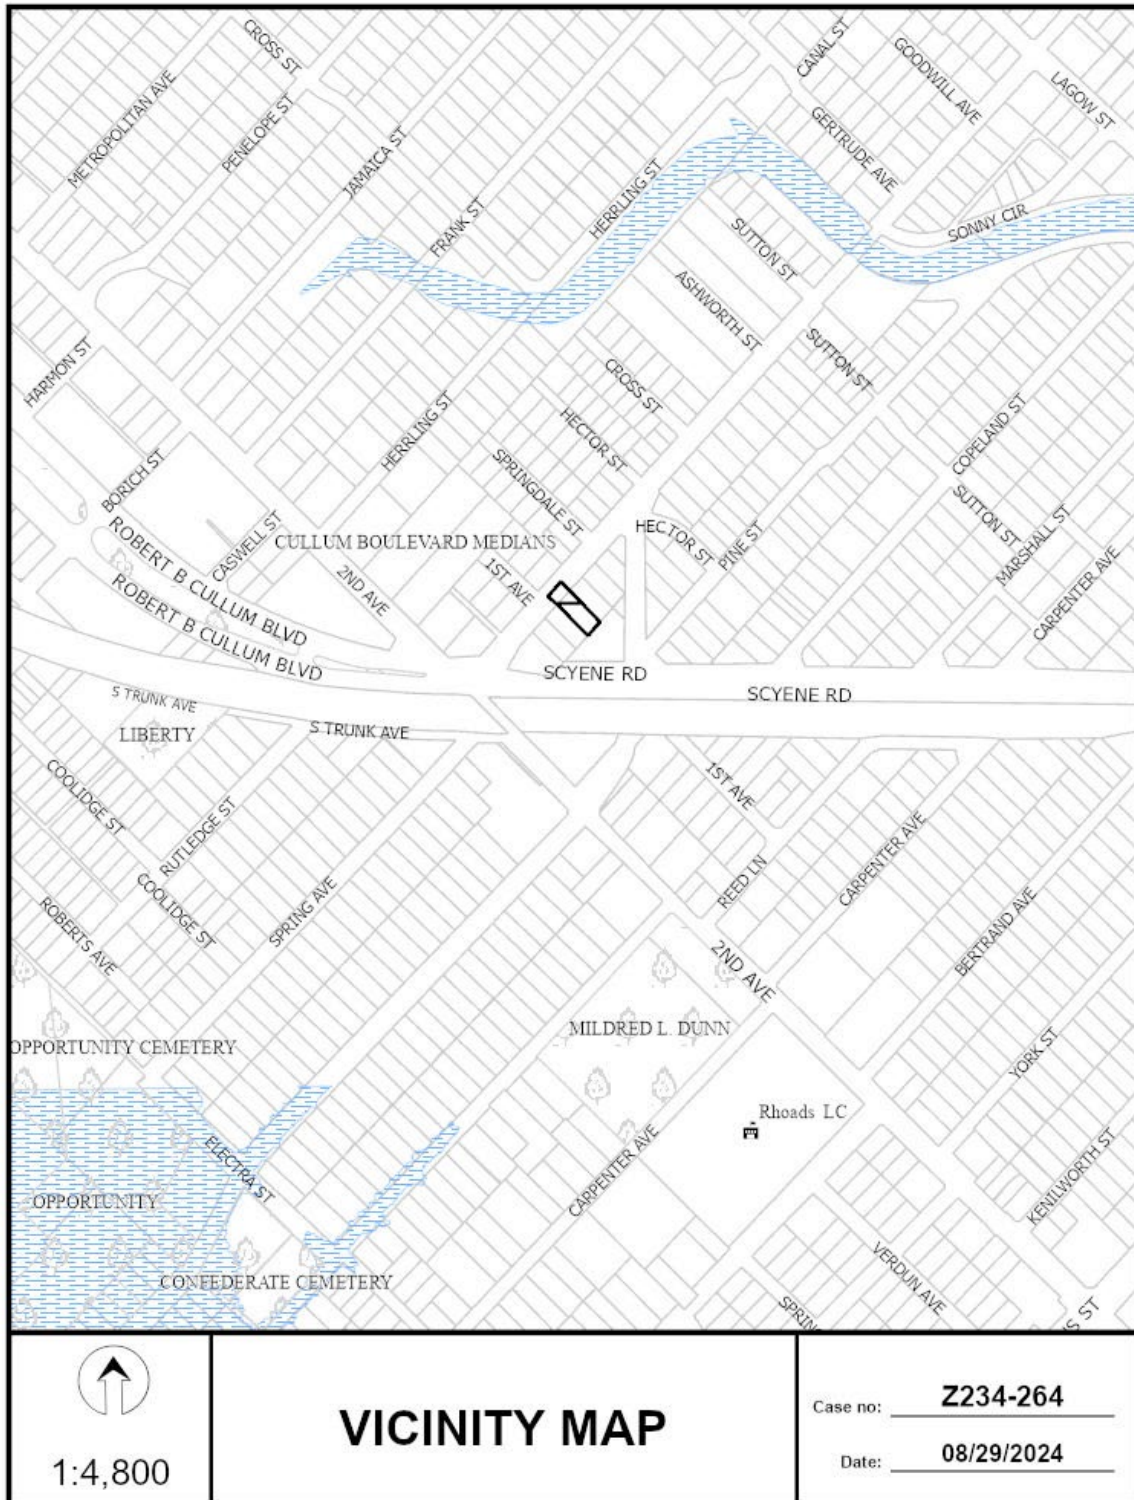 CROSS ST
CANAL ST
GOODWILL AVE
LAGOW ST
METROPOLITAN AVE
PENELOPE ST
JAMAICA ST
GERTRUDE AVE
HERRLING ST
FRANK ST
SONNY CIR
SUTTON ST
ASHWORTH ST
HARMON ST
SUTTON ST
CROSS ST
HERRLING ST
HECTOR ST
COPELAND ST
BORICH ST
SPRINGDALE ST
SUTTON ST
MARSHALL ST
ROBERT B CULLUM BLVD
CASWELL ST
CULLUM BOULEVARD MEDIANS
HECTOR ST
PINE ST
2ND AVE
1ST AVE
CARPENTER AVE
ROBERT B CULLUM BLVD
SCYENE RD
SCYENE RD
S TRUNK AVE
S TRUNK AVE
LIBERTY
COOLIDGE ST
1ST AVE
RUTLEDGE ST
CARPENTER AVE
COOLIDGE ST
REED LN
SPRING AVE
ROBERTS AVE
BERTRAND AVE
2ND AVE
MILDRED L. DUNN
OPPORTUNITY CEMETERY
YORK ST
Rhoads LC
ELECTRA ST
CARPENTER AVE
KENILWORTH ST
OPPORTUNITY
CONFEDERATE CEMETERY
VERDUN AVE
SPRIN
S ST
1:4,800
VICINITY MAP
Case no: Z234-264
Date: 08/29/2024